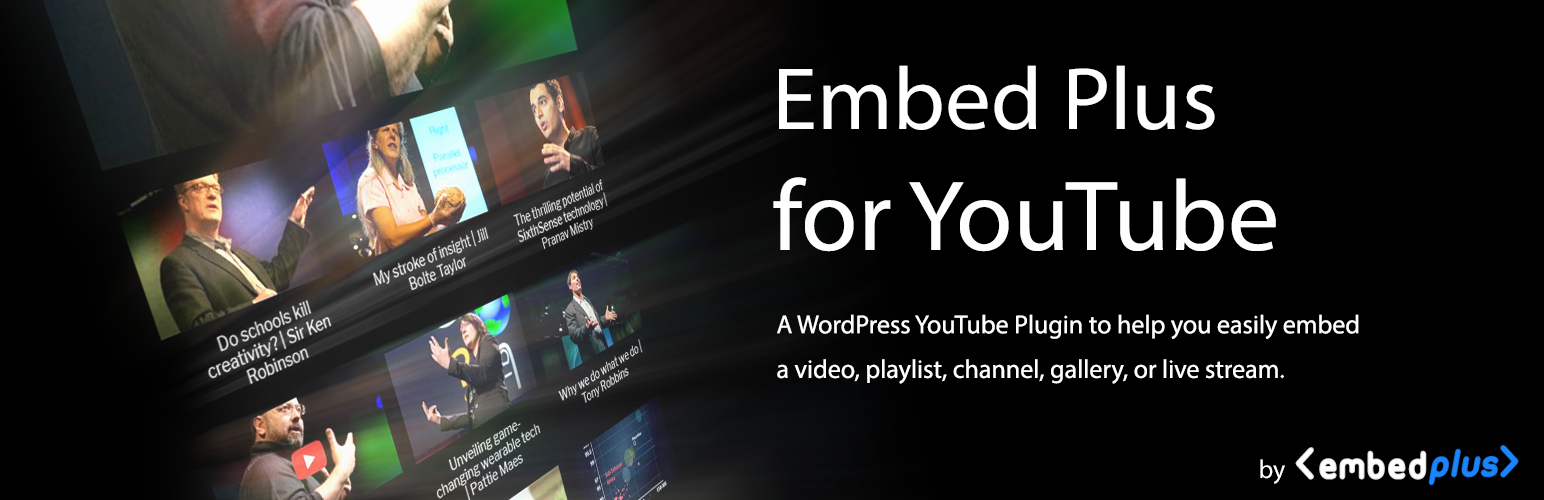 Embed Plus
for YouTube
A WordPress YouTube Plugin to help you easily embed
a video, playlist, channel, gallery, or live stream.
by <embedplus>
Flight
Parallel
processor
Do schools kill
creativity? | Sir Ken
Robinson
My stroke of insight | Jill
Bolte Taylor
The thrilling potential of
SixthSense technology |
Pranav Mistry
Unveiling game-
changing wearable tech
| Pattie Maes
Why we do what we do |
Tony Robbins